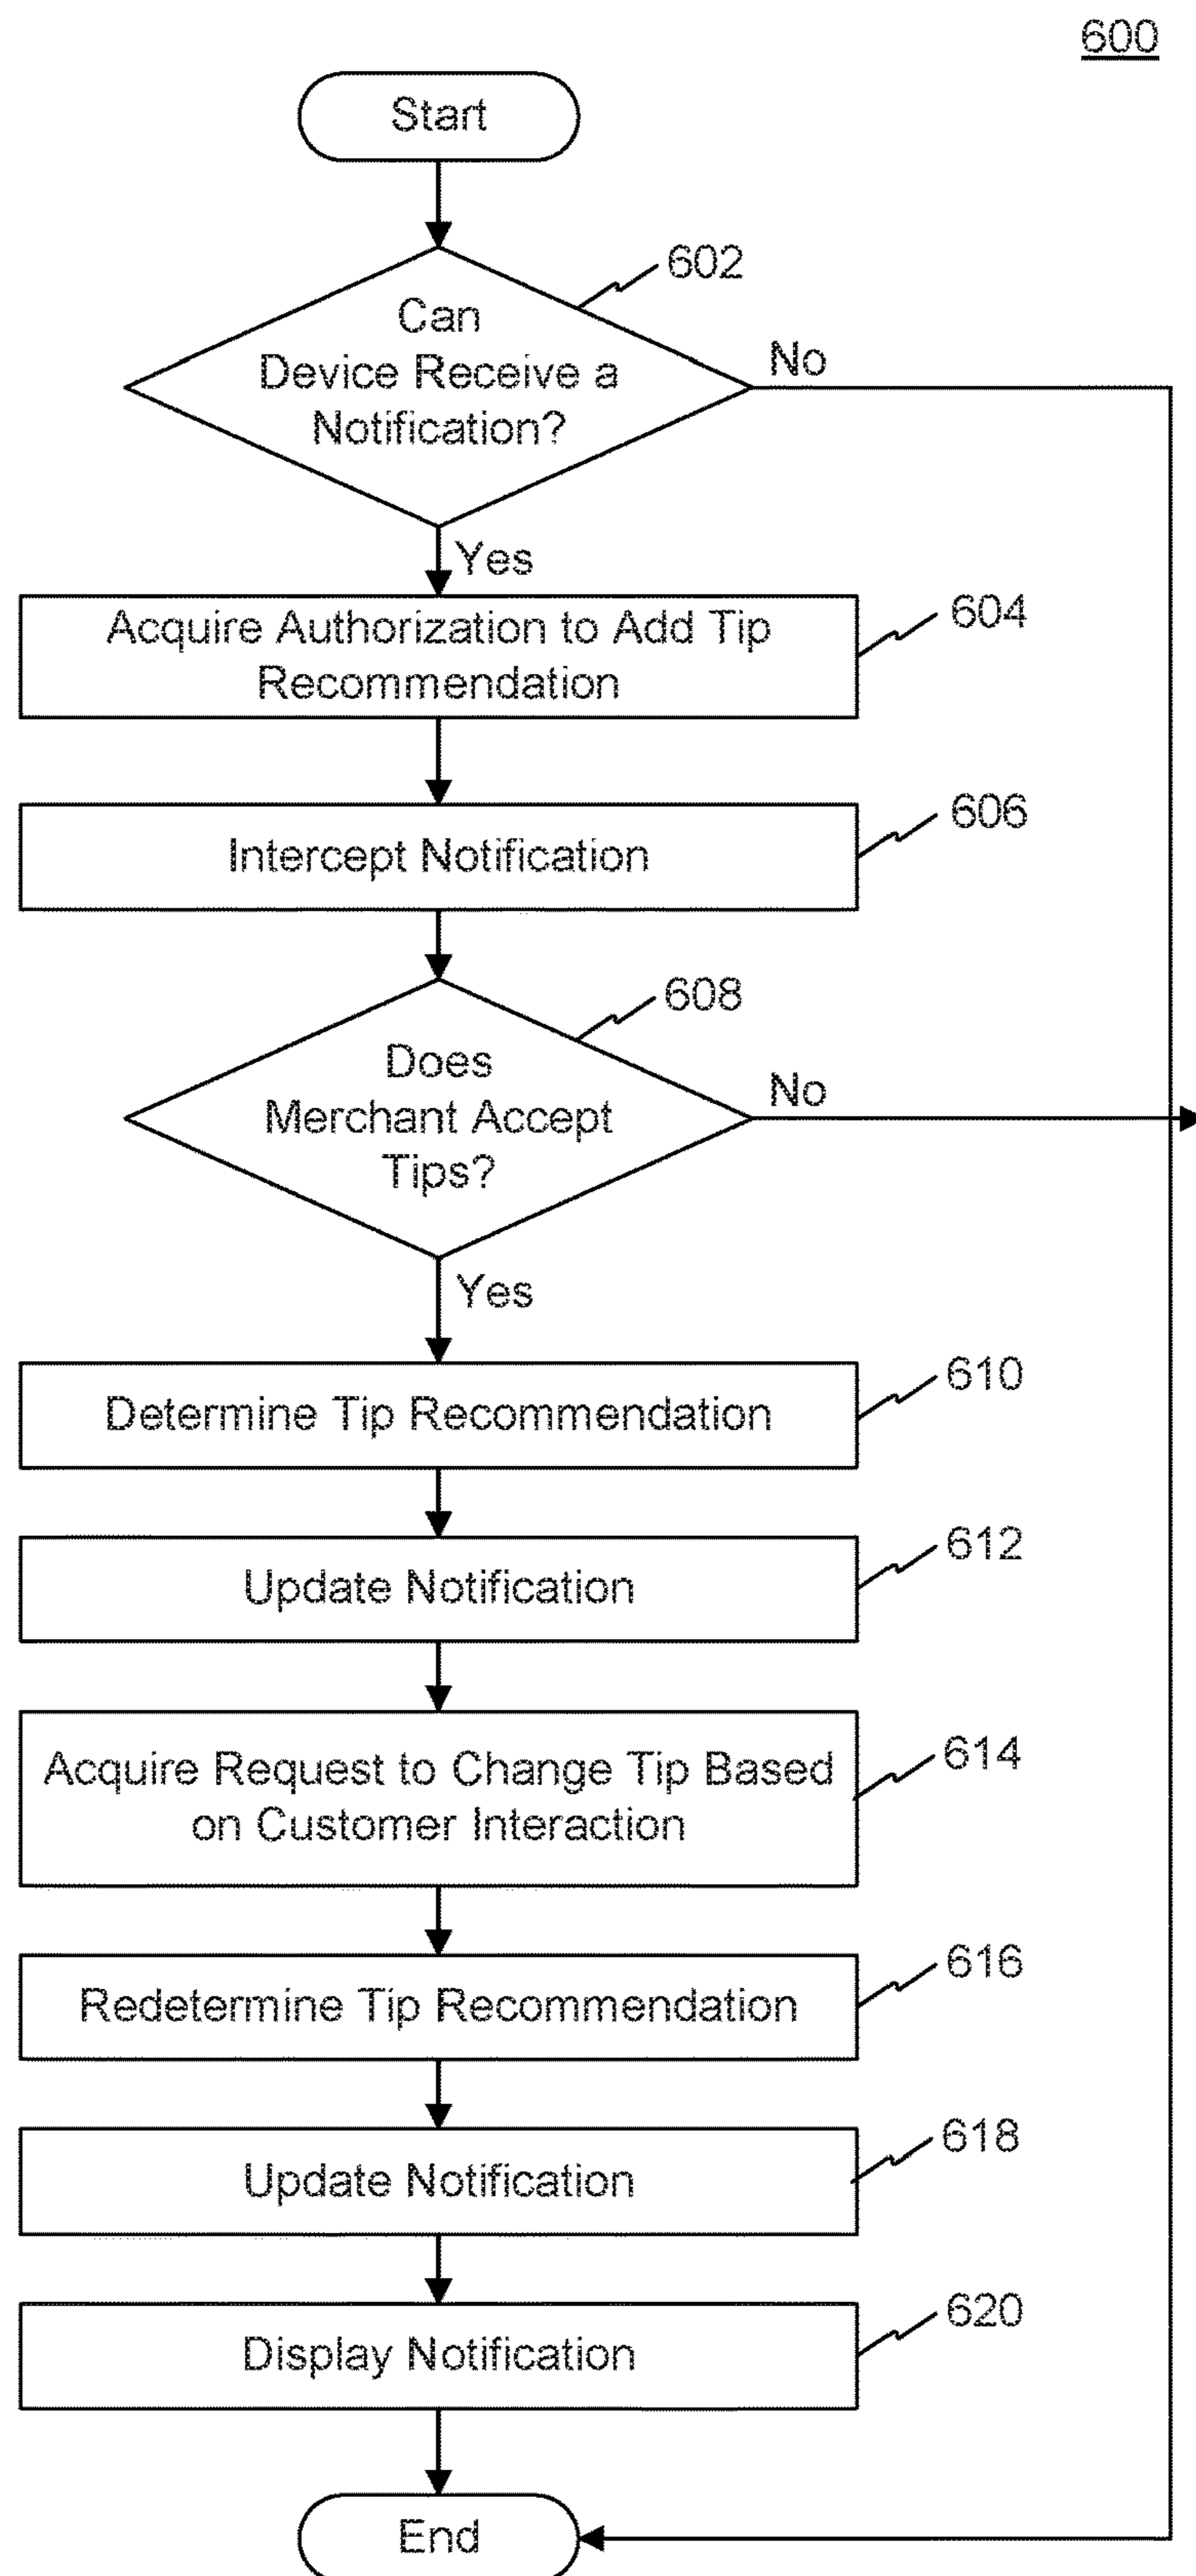 600
Start
602
Can
Device Receive a
Notification?
No
Yes
Acquire Authorization to Add Tip
Recommendation
604
Intercept Notification
606
608
Does
Merchant Accept
Tips?
No
Yes
Determine Tip Recommendation
610
Update Notification
612
Acquire Request to Change Tip Based
on Customer Interaction
614
Redetermine Tip Recommendation
616
Update Notification
618
Display Notification
620
End